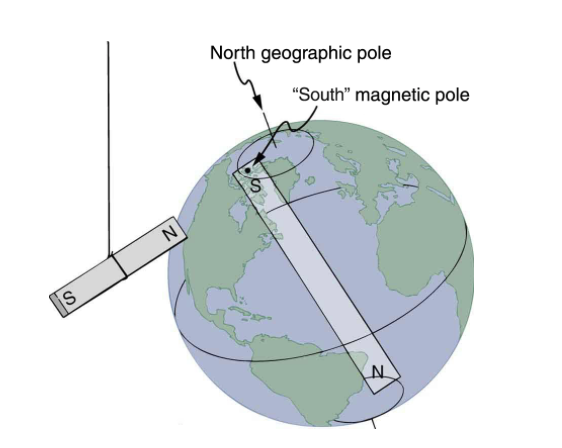 North geographic pole
“South” magnetic pole
S
N
S
N